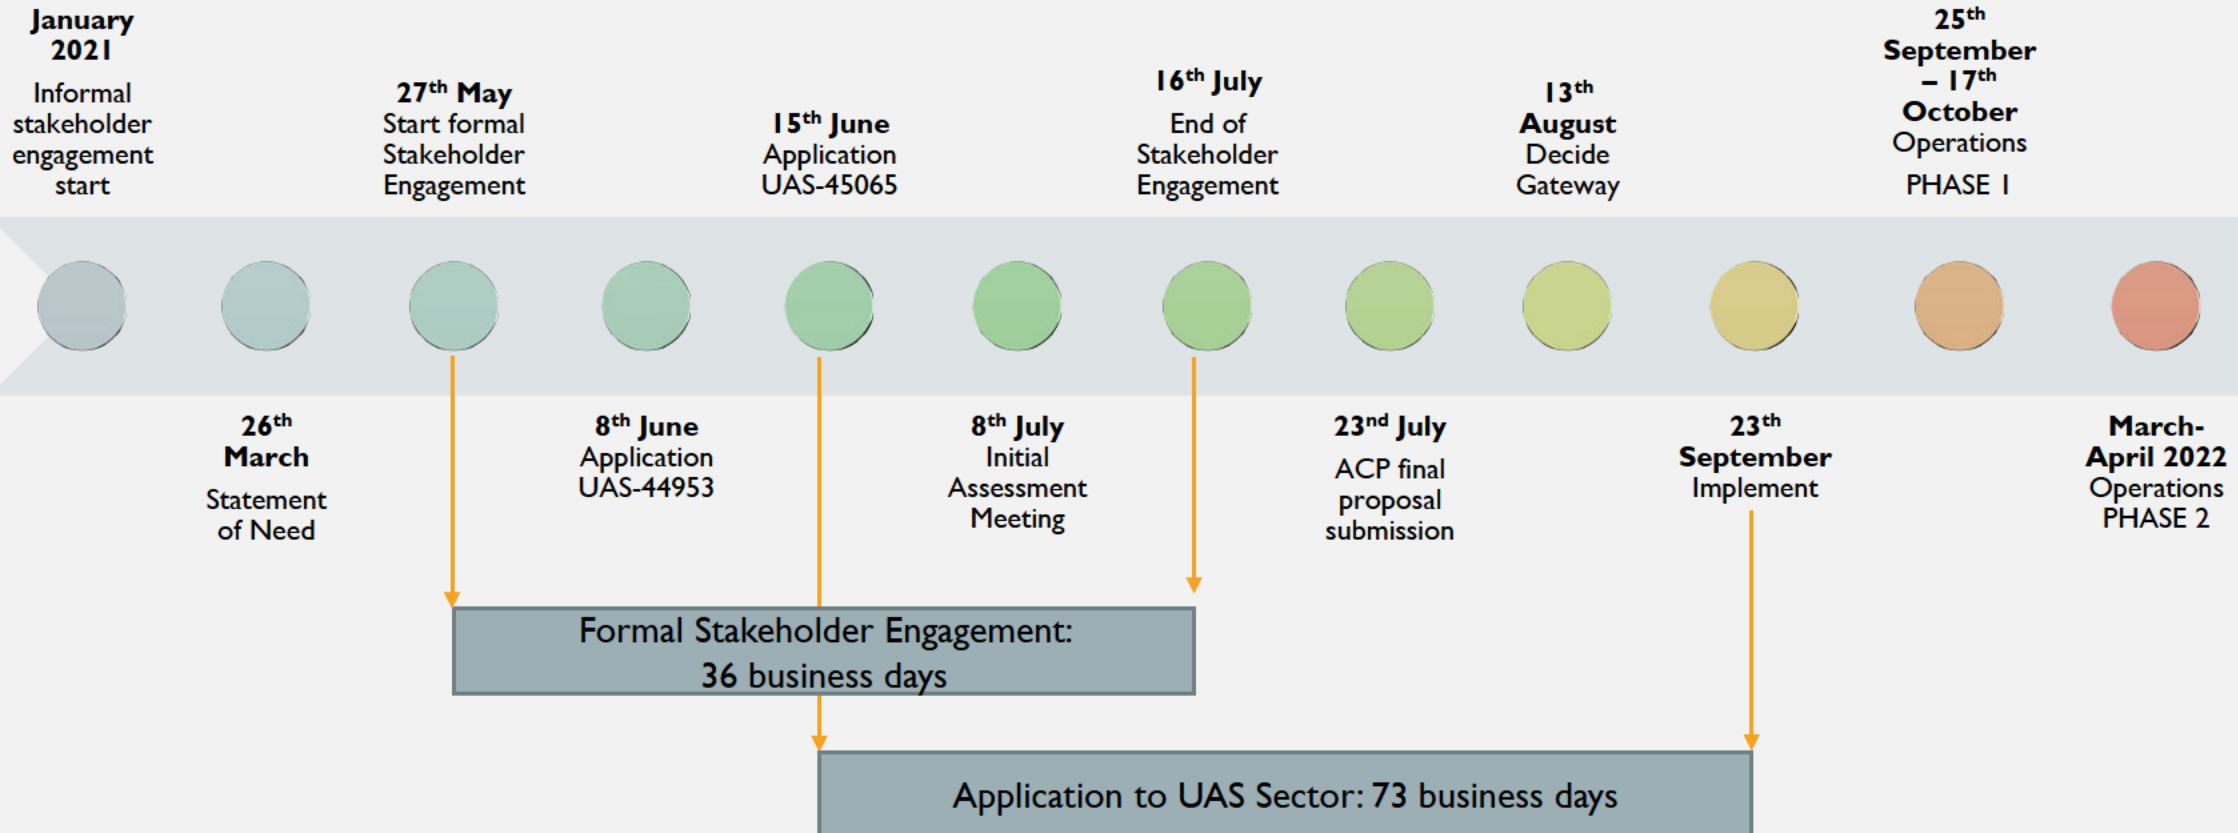 January
2021
Informal
stakeholder
engagement
start
27th May
Start formal
Stakeholder
Engagement
15th June
Application
UAS-45065
16th July
End of
Stakeholder
Engagement
13th
August
Decide
Gateway
25th
September
– 17th
October
Operations
PHASE 1
26th
March
Statement
of Need
8th June
Application
UAS-44953
8th July
Initial
Assessment
Meeting
23nd July
ACP final
proposal
submission
23th
September
Implement
March-
April 2022
Operations
PHASE 2
Formal Stakeholder Engagement:
36 business days
Application to UAS Sector: 73 business days